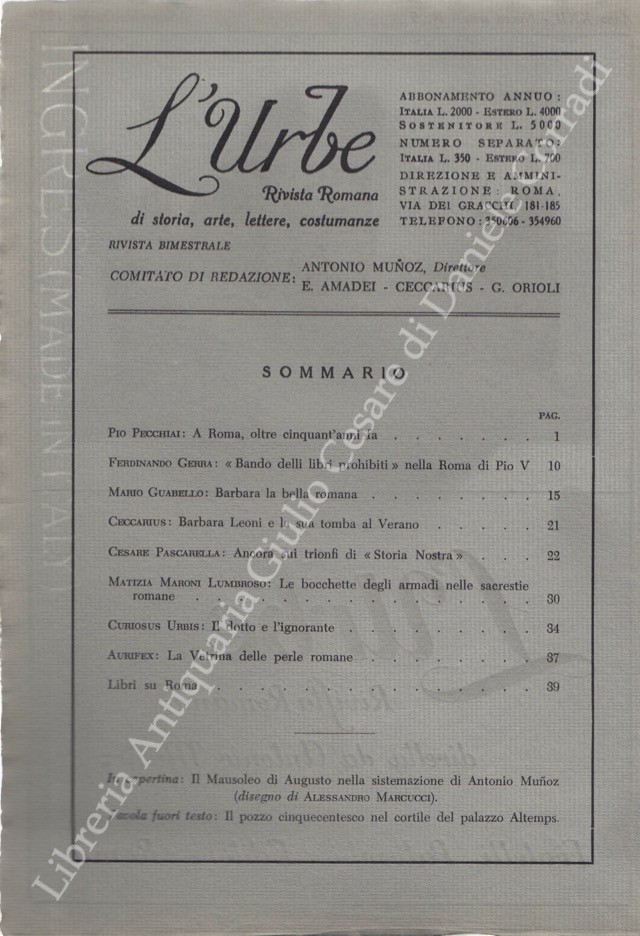 L'Urbe
Rivista Romana
di storia, arte, lettere, costumanze
RIVISTA BIMESTRALE
ABBONAMENTO ANNUO:
ITALIA L. 2000 - ESTERO L. 4000
SOSTENITORE L. 5000
NUMERO SEPARATO:
ITALIA L. 350 - ESTERO L. 700
DIREZIONE E AMMINI-
STRAZIONE: ROMA,
VIA DEI GRACCHI, 181-185
TELEFONO: 350606 - 354960
COMITATO DI REDAZIONE: ANTONIO MUÑOZ, Direttore
E. AMADEI - CECCARIUS - G. ORIOLI
SOMMARIO
PAG.
PIO PECCHIAI: A Roma, oltre cinquant'anni fa . . . . . . . 1
FERDINANDO GERRA: « Bando delli libri prohibiti » nella Roma di Pio V 10
MARIO GUABELLO: Barbara la bella romana . . . . . . . . 15
CECCARIUS: Barbara Leoni e la sua tomba al Verano . . . . . 21
CESARE PASCARELLA: Ancora sui trionfi di « Storia Nostra » . . . 22
MATIZIA MARONI LUMBROSO: Le bocchette degli armadi nelle sacrestie
romane . . . . . . . . . . . . . . . . 30
CURIOSUS URBIS: Il dotto e l'ignorante . . . . . . . . . 34
AURIFEX: La Vetrina delle perle romane . . . . . . . . 37
Libri su Roma . . . . . . . . . . . . . . . 39
In copertina: Il Mausoleo di Augusto nella sistemazione di Antonio Muñoz
(disegno di ALESSANDRO MARCUCCI).
Tavola fuori testo: Il pozzo cinquecentesco nel cortile del palazzo Altemps.
INGRES (MADE IN ITALY
Libreria Antiquaria Giulio Cesare di Daniele Corradi